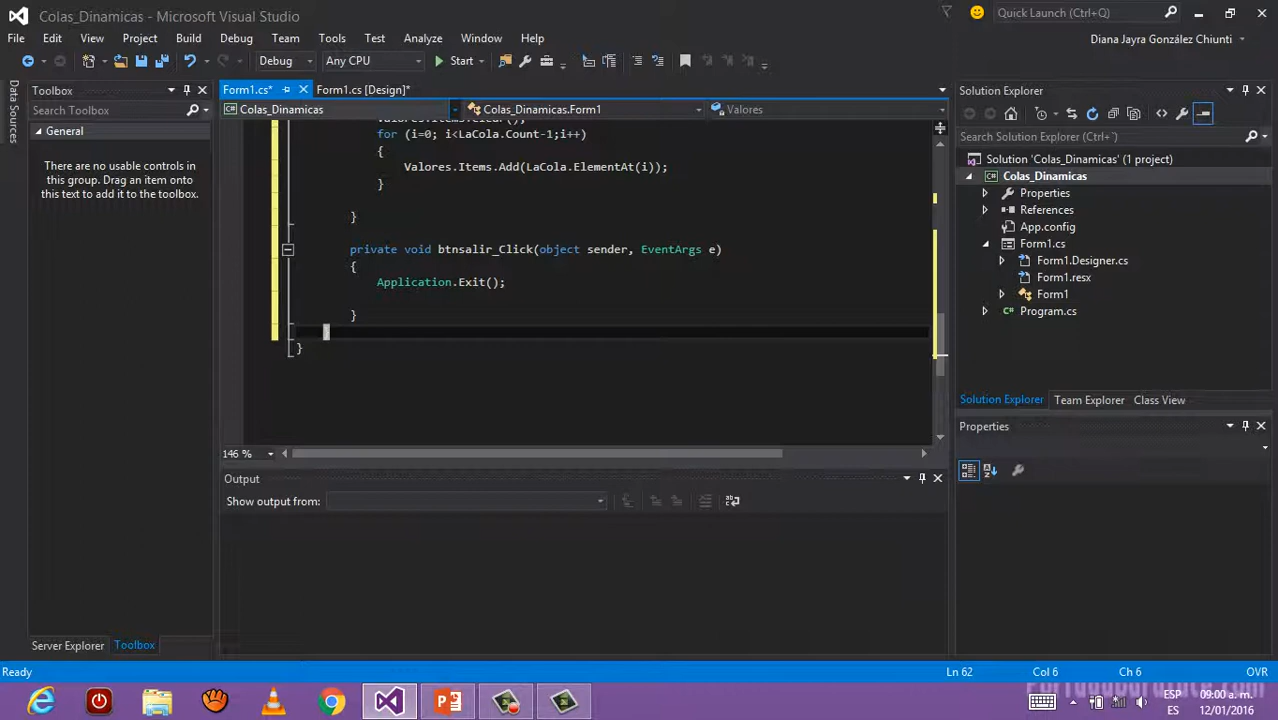 Colas_Dinamicas - Microsoft Visual Studio
Quick Launch (Ctrl+Q)
File Edit View Project Build Debug Team Tools Test Analyze Window Help
Diana Jayra González Chiunti
Debug Any CPU Start
Data Sources
Toolbox
Search Toolbox
General
There are no usable controls in
this group. Drag an item onto
this text to add it to the toolbox.
Server Explorer Toolbox
Form1.cs* Form1.cs [Design]*
Colas_Dinamicas Colas_Dinamicas.Form1 Valores
for (i=0; i<LaCola.Count-1;i++)
{
Valores.Items.Add(LaCola.ElementAt(i));
}
}
private void btnsalir_Click(object sender, EventArgs e)
{
Application.Exit();
}
}
146 %
Output
Show output from:
Solution Explorer
Search Solution Explorer (Ctrl+;)
Solution 'Colas_Dinamicas' (1 project)
Colas_Dinamicas
Properties
References
App.config
Form1.cs
Form1.Designer.cs
Form1.resx
Form1
Program.cs
Solution Explorer Team Explorer Class View
Properties
Ready Ln 62 Col 6 Ch 6 OVR
ESP
ES
09:00 a. m.
12/01/2016